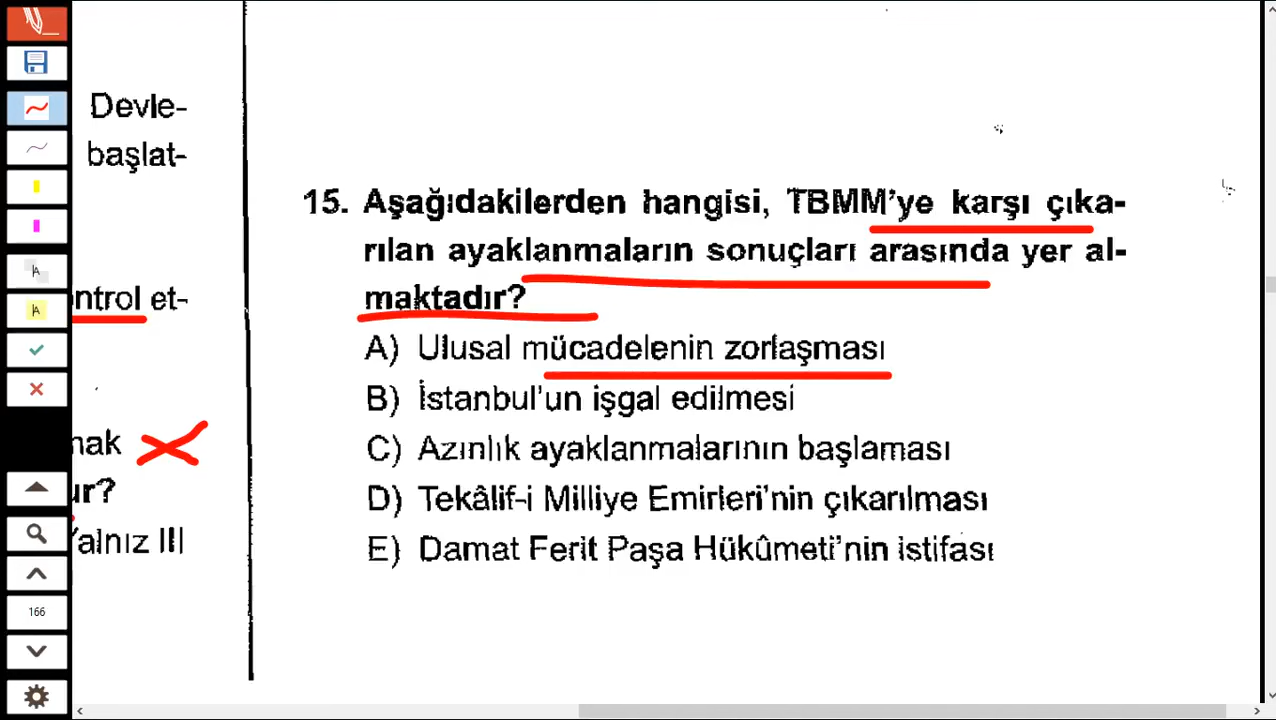 Devle-
başlat-
ntrol et-
mak
ur?
Yalnız III
15. Aşağıdakilerden hangisi, TBMM’ye karşı çıka-
rılan ayaklanmaların sonuçları arasında yer al-
maktadır?
A) Ulusal mücadelenin zorlaşması
B) İstanbul’un işgal edilmesi
C) Azınlık ayaklanmalarının başlaması
D) Tekâlif-i Milliye Emirleri’nin çıkarılması
E) Damat Ferit Paşa Hükûmeti’nin istifası
A
A
166